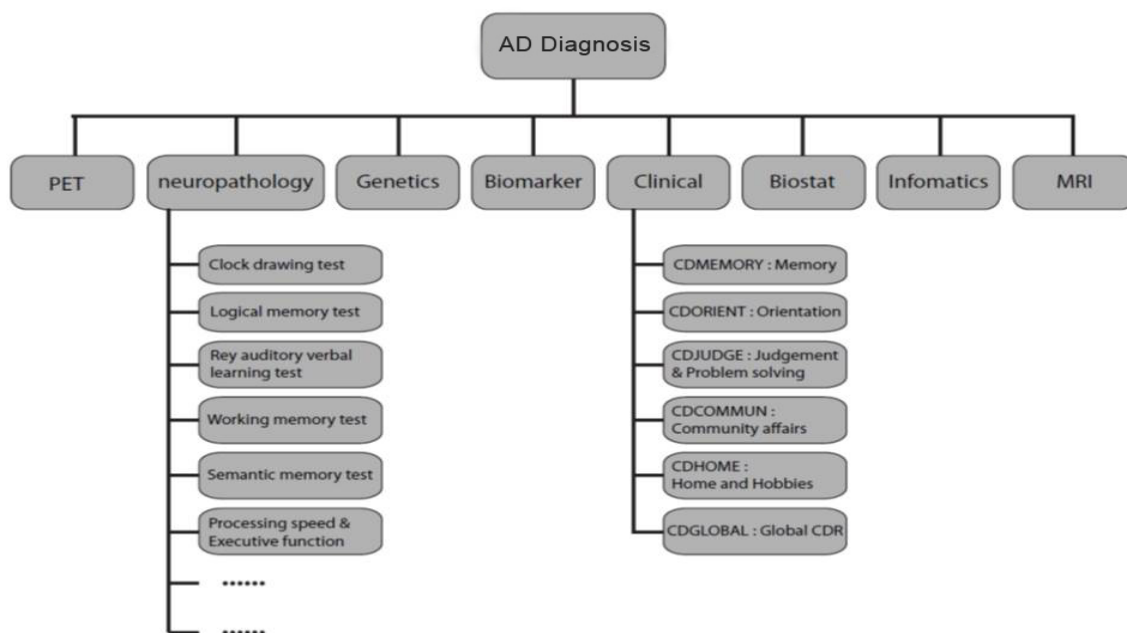 AD Diagnosis
PET
neuropathology
Genetics
Biomarker
Clinical
Biostat
Infomatics
MRI
Clock drawing test
Logical memory test
Rey auditory verbal
learning test
Working memory test
Semantic memory test
Processing speed &
Executive function
......
......
CDMEMORY : Memory
CDORIENT : Orientation
CDJUDGE : Judgement
& Problem solving
CDCOMMUN :
Community affairs
CDHOME :
Home and Hobbies
CDGLOBAL : Global CDR